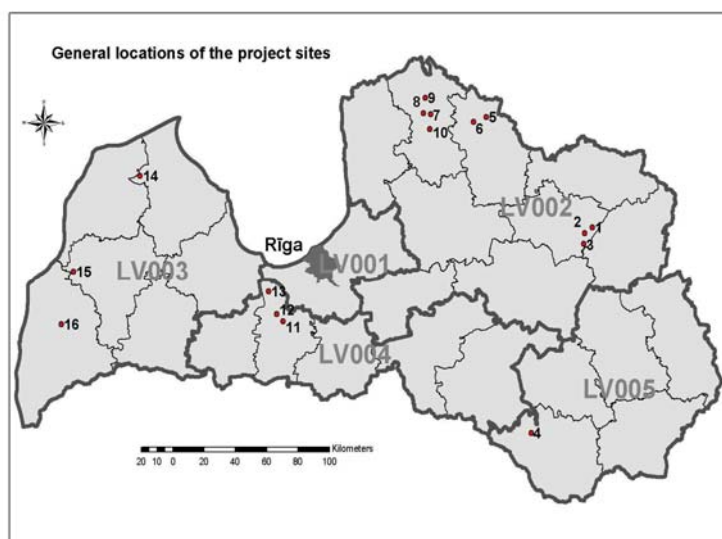 General locations of the project sites
8 9
7
5
6
10
14
LV002
2 1
3
Rīga
LV001
15
LV003
13
12
11
16
LV004
LV005
4
20 10 0 20 40 60 80 100 Kilometers